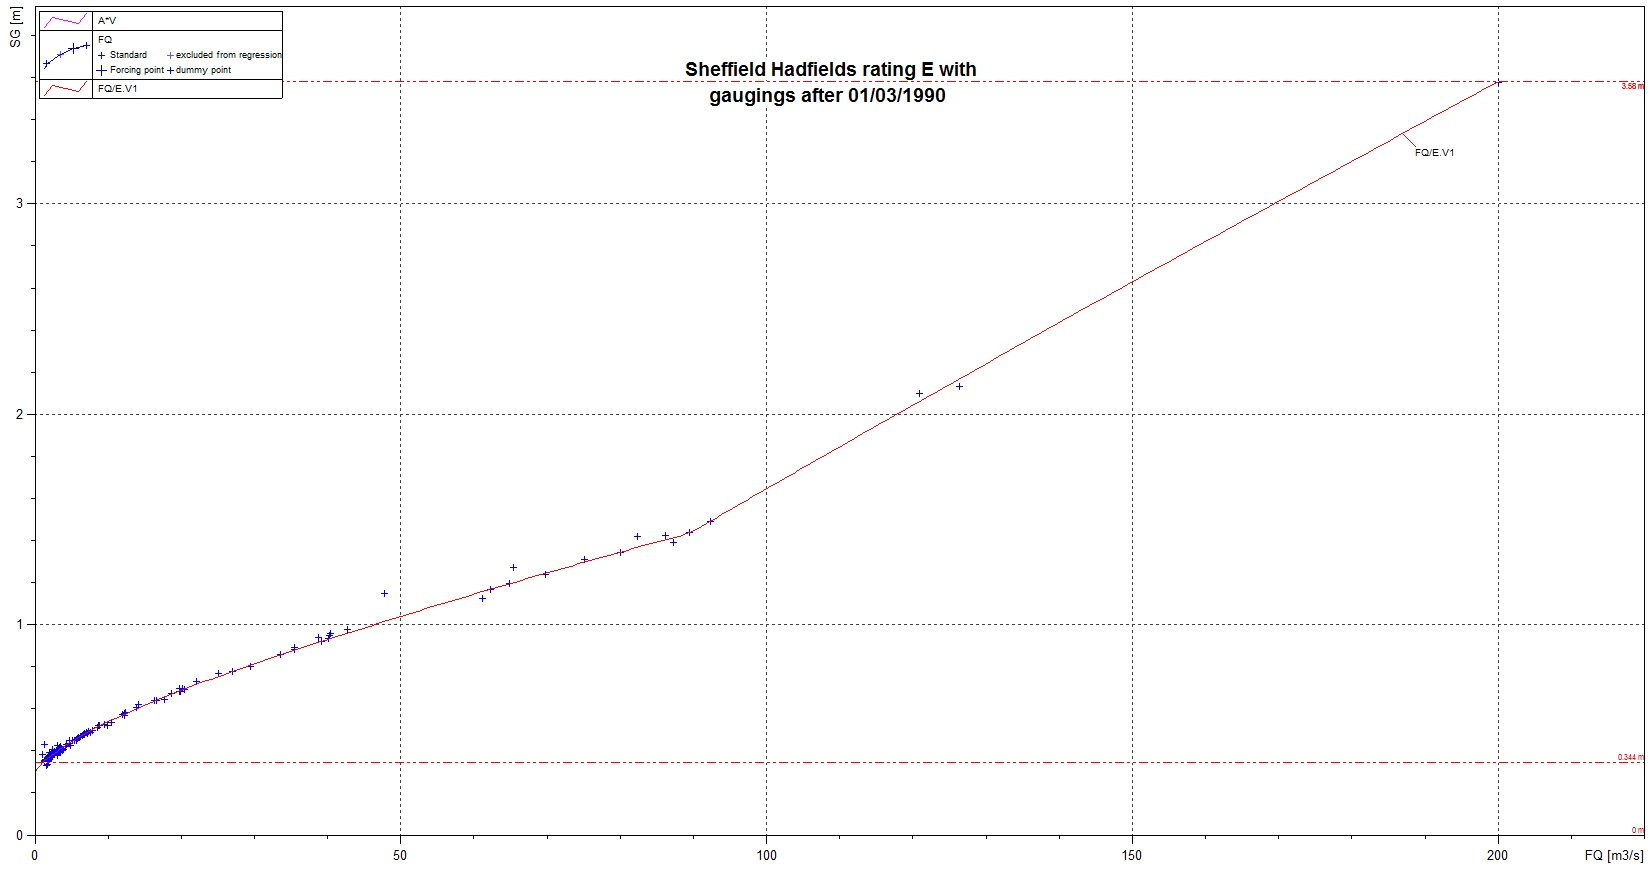 SG [m]
A*V
FQ
Standard excluded from regression
Forcing point dummy point
FQ/E.V1
Sheffield Hadfields rating E with
gaugings after 01/03/1990
3.58 m
FQ/E.V1
3
2
1
0.344 m
0 m
0
0 50 100 150 200 FQ [m3/s]